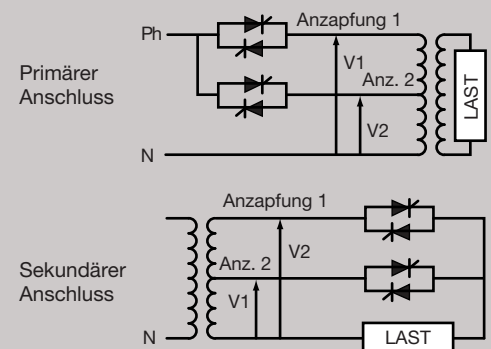 Primärer
Anschluss
Ph
Anzapfung 1
V1
Anz. 2
V2
LAST
N
Sekundärer
Anschluss
Anzapfung 1
V2
Anz. 2
V1
N
LAST